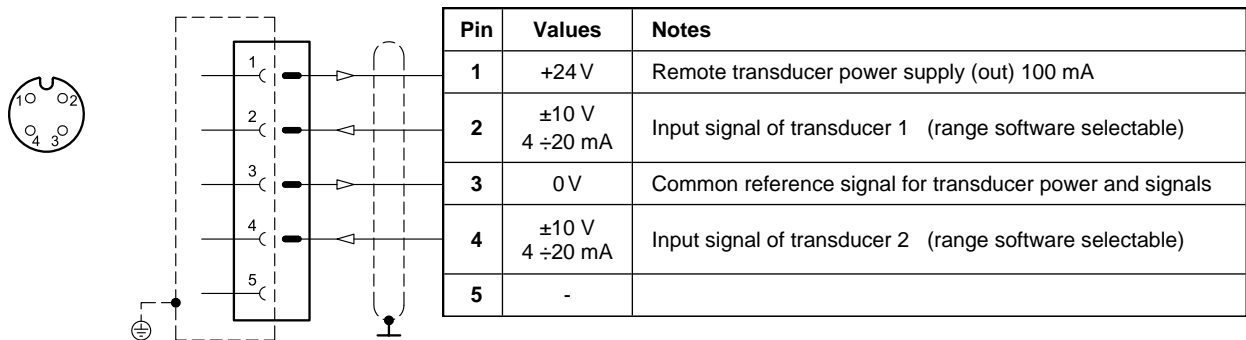 1 2
4 3
1
2
3
4
5
Pin Values Notes
1 +24 V Remote transducer power supply (out) 100 mA
2 ±10 V
4 ÷20 mA Input signal of transducer 1 (range software selectable)
3 0 V Common reference signal for transducer power and signals
4 ±10 V
4 ÷20 mA Input signal of transducer 2 (range software selectable)
5 -